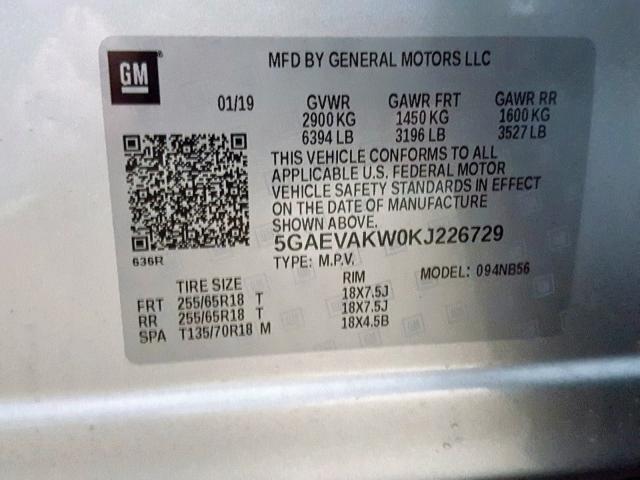 GM
MFD BY GENERAL MOTORS LLC
01/19 GVWR GAWR FRT GAWR RR
2900 KG 1450 KG 1600 KG
6394 LB 3196 LB 3527 LB
THIS VEHICLE CONFORMS TO ALL
APPLICABLE U.S. FEDERAL MOTOR
VEHICLE SAFETY STANDARDS IN EFFECT
ON THE DATE OF MANUFACTURE
SHOWN ABOVE.
5GAEVAKW0KJ226729
636R
TYPE: M.P.V. MODEL: 094NB56
TIRE SIZE RIM
FRT 255/65R18 T 18X7.5J
RR 255/65R18 T 18X7.5J
SPA T135/70R18 M 18X4.5B